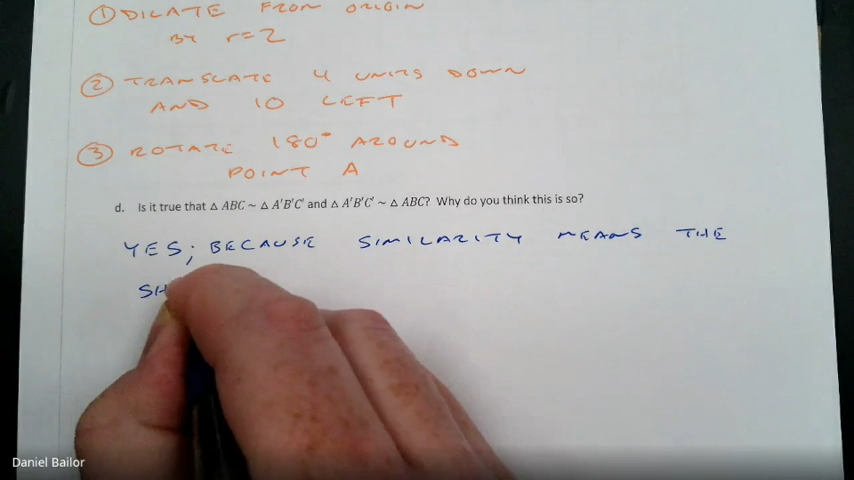 ① DILATE FROM ORIGIN
BY r=2
② TRANSLATE 4 UNITS DOWN
AND 10 LEFT
③ ROTATE 180° AROUND
POINT A
d. Is it true that △ ABC ~ △ A'B'C' and △ A'B'C' ~ △ ABC? Why do you think this is so?
YES; BECAUSE SIMILARITY MEANS THE
SH
Daniel Bailor